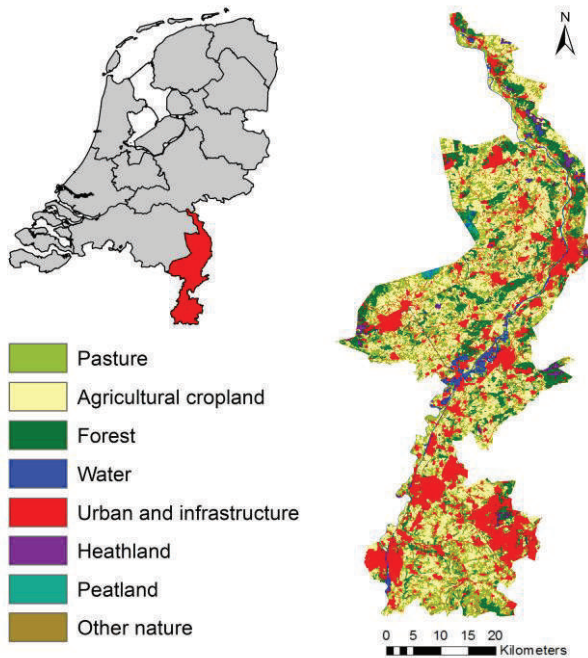 N
Pasture
Agricultural cropland
Forest
Water
Urban and infrastructure
Heathland
Peatland
Other nature
0 5 10 15 20
Kilometers